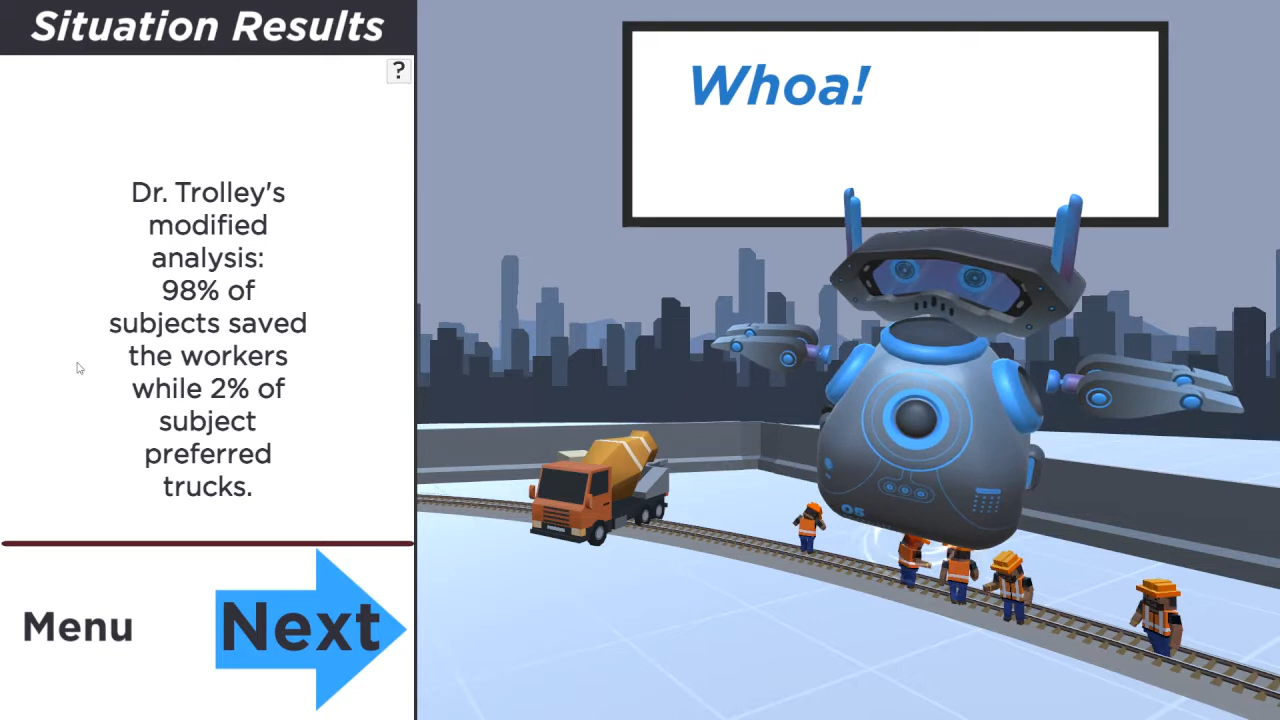 Situation Results
?
Dr. Trolley's
modified
analysis:
98% of
subjects saved
the workers
while 2% of
subject
preferred
trucks.
Menu
Next
Whoa!
05